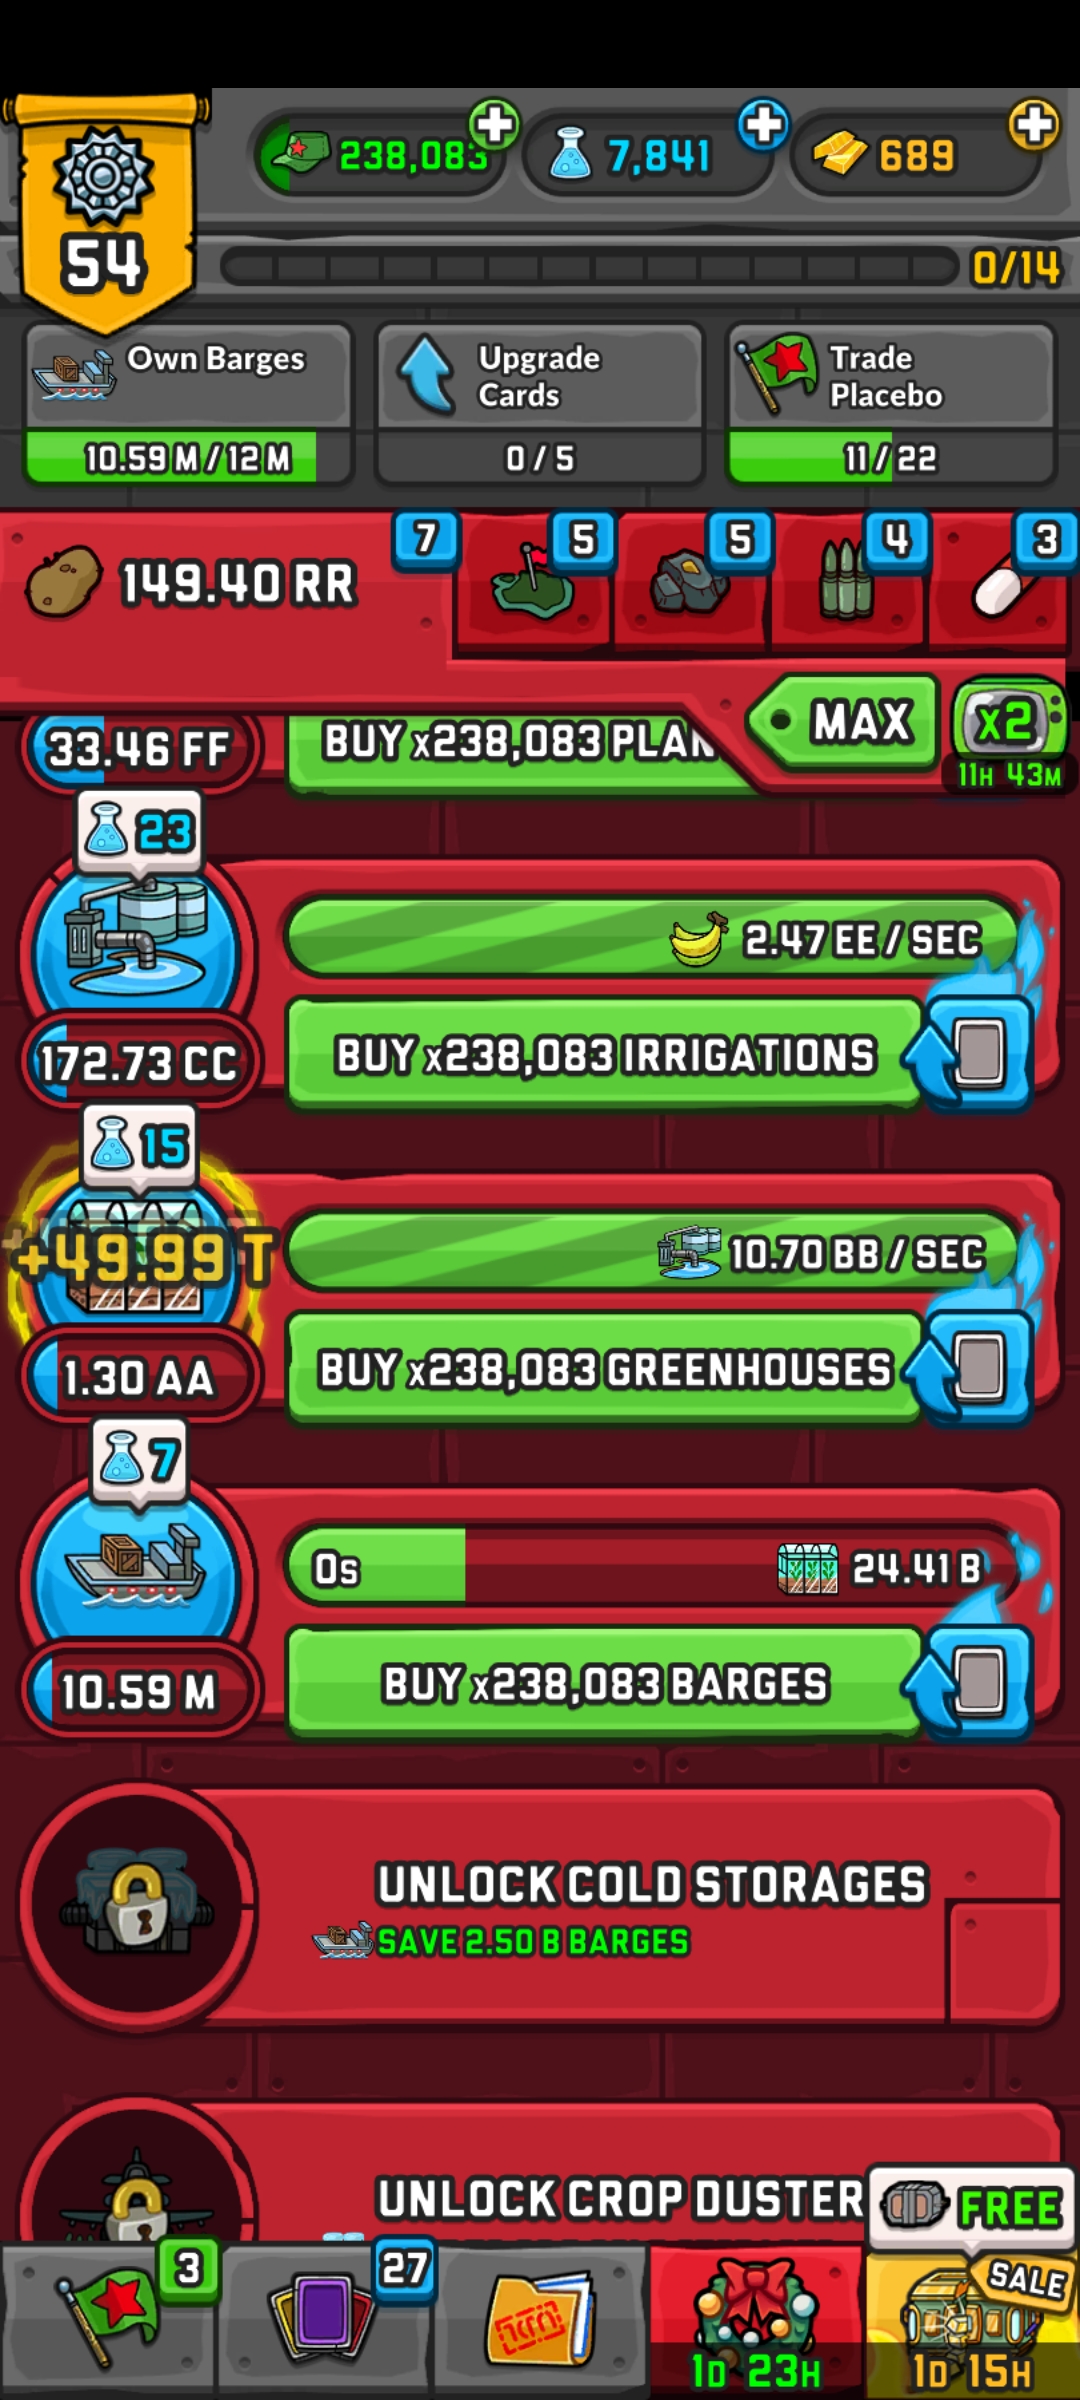 54
238,083
7,841
689
0/14
Own Barges
10.59 M / 12 M
Upgrade
Cards
0 / 5
Trade
Placebo
11 / 22
149.40 RR
7
5
5
4
3
MAX
x2
11H 43M
33.46 FF
BUY x238,083 PLAN
23
2.47 EE / SEC
172.73 CC
BUY x238,083 IRRIGATIONS
15
+49.99 T
10.70 BB / SEC
1.30 AA
BUY x238,083 GREENHOUSES
7
0s
24.41 B
10.59 M
BUY x238,083 BARGES
UNLOCK COLD STORAGES
SAVE 2.50 B BARGES
UNLOCK CROP DUSTER
FREE
3
27
1D 23H
SALE
1D 15H